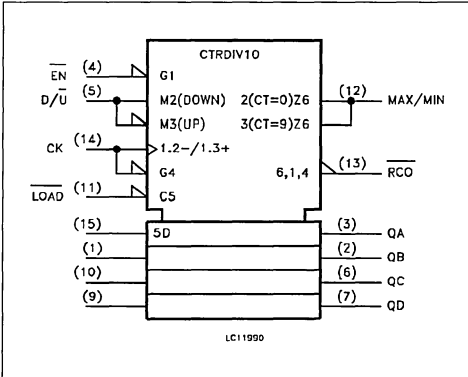 CTRDIV10
EN (4) G1
D/U (5) M2(DOWN) 2(CT=0)Z6 (12) MAX/MIN
M3(UP) 3(CT=9)Z6
CK (14) 1.2-/1.3+
G4 6,1,4 (13) RCO
LOAD (11) C5
(15) 5D (3) QA
(1) (2) QB
(10) (6) QC
(9) (7) QD
LC11990